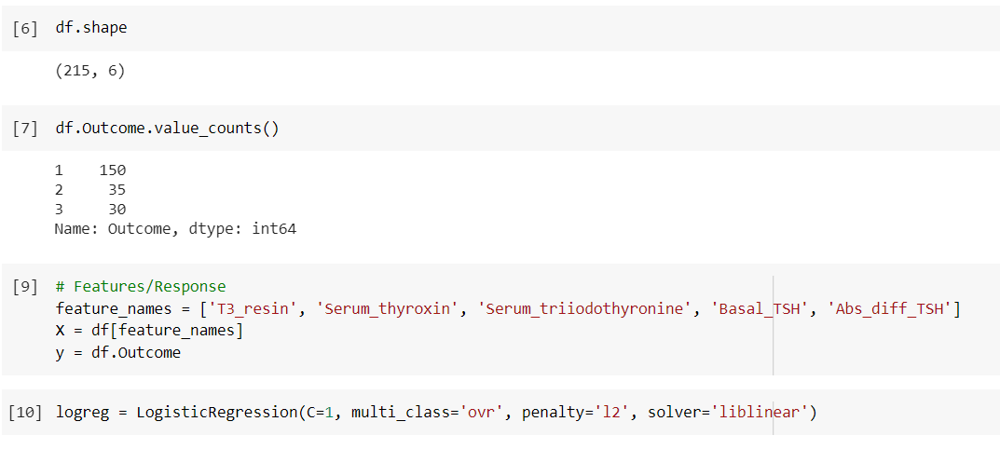 [6] df.shape
(215, 6)
[7] df.Outcome.value_counts()
1 150
2 35
3 30
Name: Outcome, dtype: int64
[9] # Features/Response
feature_names = ['T3_resin', 'Serum_thyroxin', 'Serum_triiodothyronine', 'Basal_TSH', 'Abs_diff_TSH']
X = df[feature_names]
y = df.Outcome
[10] logreg = LogisticRegression(C=1, multi_class='ovr', penalty='l2', solver='liblinear')